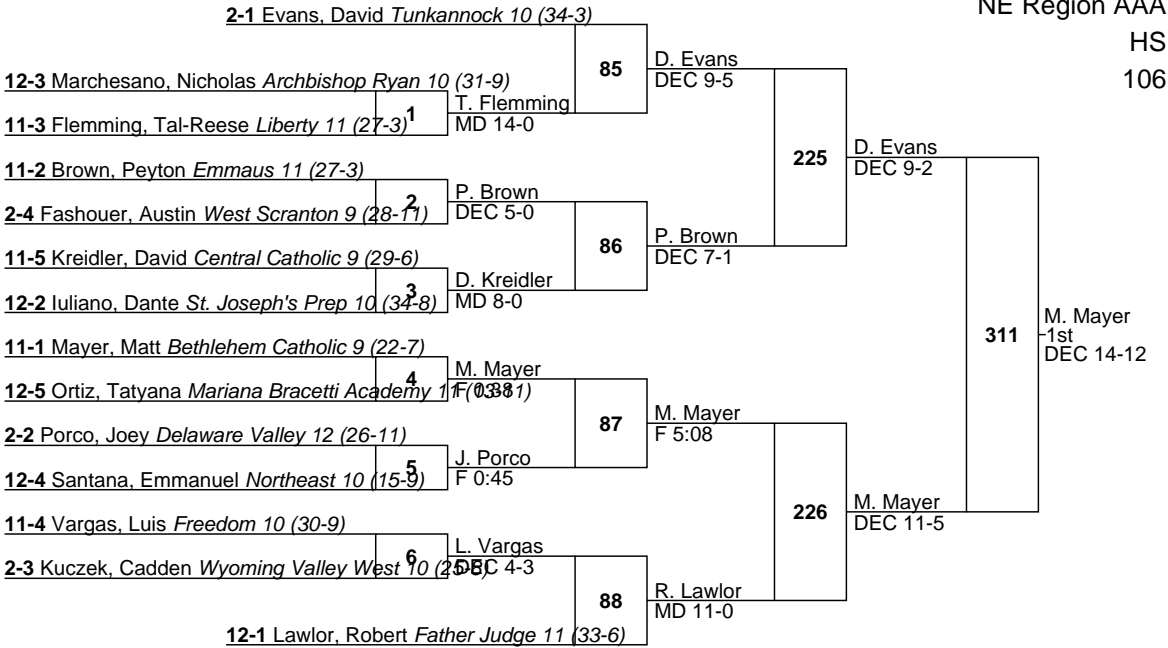 NE Region AAA
HS
106
2-1 Evans, David Tunkannock 10 (34-3)
85
D. Evans
DEC 9-5
12-3 Marchesano, Nicholas Archbishop Ryan 10 (31-9)
1
T. Flemming
MD 14-0
11-3 Flemming, Tal-Reese Liberty 11 (27-3)
225
D. Evans
DEC 9-2
11-2 Brown, Peyton Emmaus 11 (27-3)
2
P. Brown
DEC 5-0
2-4 Fashouer, Austin West Scranton 9 (28-11)
86
P. Brown
DEC 7-1
11-5 Kreidler, David Central Catholic 9 (29-6)
3
D. Kreidler
MD 8-0
12-2 Iuliano, Dante St. Joseph's Prep 10 (34-8)
311
M. Mayer
1st
DEC 14-12
11-1 Mayer, Matt Bethlehem Catholic 9 (22-7)
4
M. Mayer
F 0:38
12-5 Ortiz, Tatyana Mariana Bracetti Academy 11 (13-11)
87
M. Mayer
F 5:08
2-2 Porco, Joey Delaware Valley 12 (26-11)
5
J. Porco
F 0:45
12-4 Santana, Emmanuel Northeast 10 (15-9)
226
M. Mayer
DEC 11-5
11-4 Vargas, Luis Freedom 10 (30-9)
6
L. Vargas
DEC 4-3
2-3 Kuczek, Cadden Wyoming Valley West 10
88
R. Lawlor
MD 11-0
12-1 Lawlor, Robert Father Judge 11 (33-6)